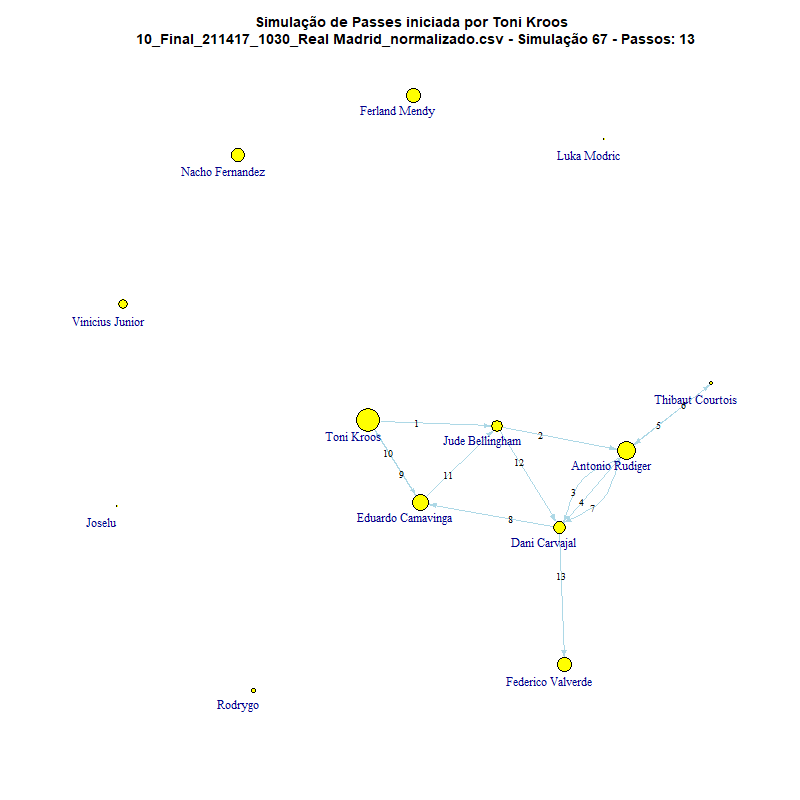 Simulação de Passes iniciada por Toni Kroos
10_Final_211417_1030_Real Madrid_normalizado.csv - Simulação 67 - Passos: 13
Ferland Mendy
Luka Modric
Nacho Fernandez
Vinicius Junior
Thibaut Courtois
6
1
5
2
Toni Kroos
Jude Bellingham
10
12
Antonio Rudiger
9
11
3
4
7
Eduardo Camavinga
8
Joselu
Dani Carvajal
13
Federico Valverde
Rodrygo